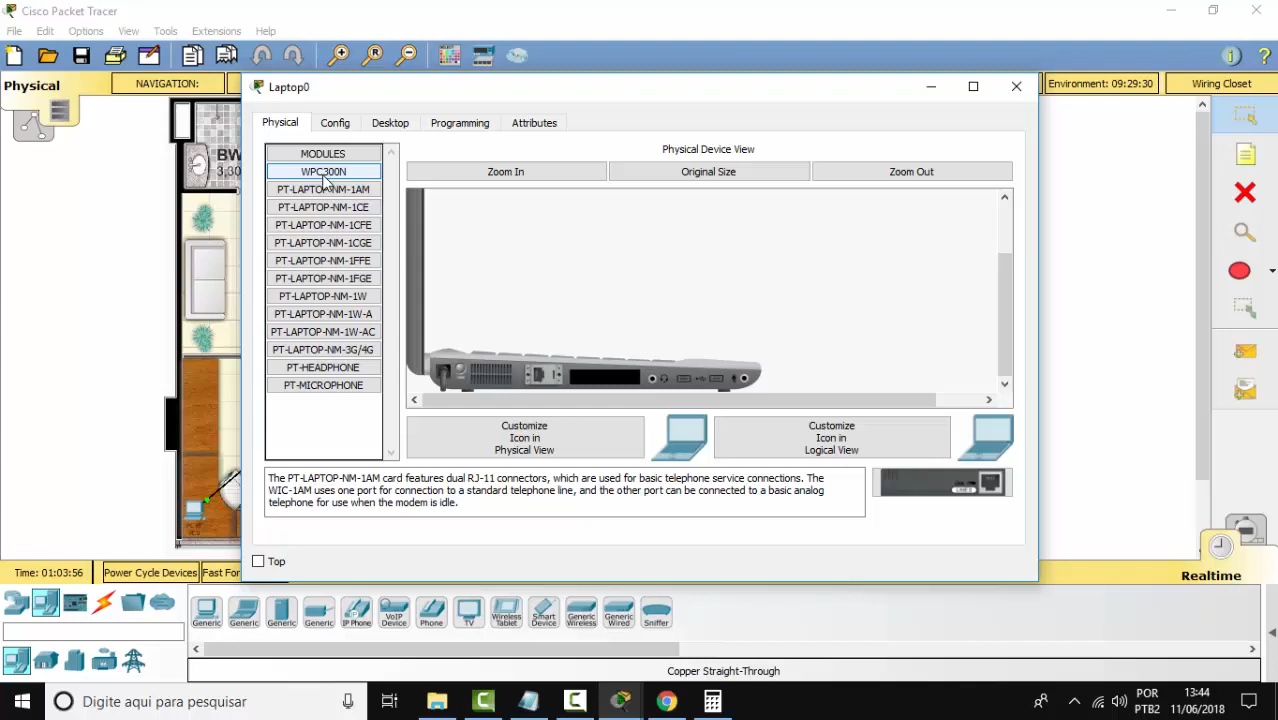 Cisco Packet Tracer
File Edit Options View Tools Extensions Help
Physical
NAVIGATION:
Environment: 09:29:30
Wiring Closet
Laptop0
Physical Config Desktop Programming Attributes
MODULES
WPC300N
PT-LAPTOP-NM-1AM
PT-LAPTOP-NM-1CE
PT-LAPTOP-NM-1CFE
PT-LAPTOP-NM-1CGE
PT-LAPTOP-NM-1FFE
PT-LAPTOP-NM-1FGE
PT-LAPTOP-NM-1W
PT-LAPTOP-NM-1W-A
PT-LAPTOP-NM-1W-AC
PT-LAPTOP-NM-3G/4G
PT-HEADPHONE
PT-MICROPHONE
Physical Device View
Zoom In Original Size Zoom Out
Customize
Icon in
Physical View
Customize
Icon in
Logical View
The PT-LAPTOP-NM-1AM card features dual RJ-11 connectors, which are used for basic telephone service connections. The
WIC-1AM uses one port for connection to a standard telephone line, and the other port can be connected to a basic analog
telephone for use when the modem is idle.
Top
BW
3,30
Time: 01:03:56 Power Cycle Devices Fast For
Realtime
Generic Generic Generic Generic IP Phone VoIP Device Phone TV Wireless Tablet Smart Device Generic Wireless Generic Wired Sniffer
Copper Straight-Through
Digite aqui para pesquisar
POR
PTB2
13:44
11/06/2018